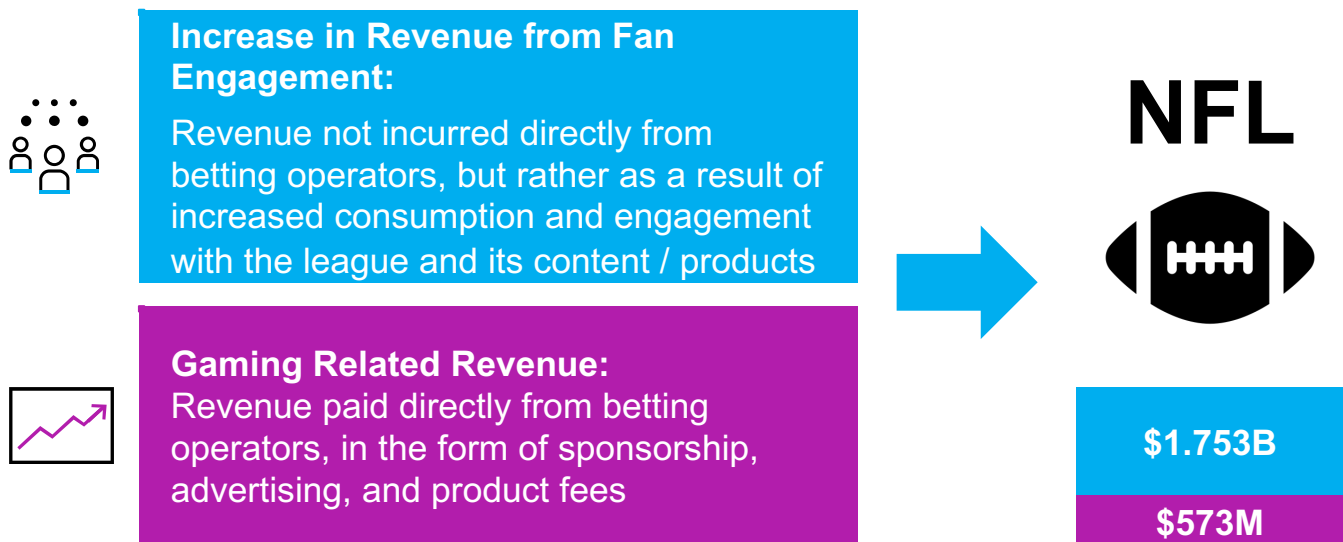 Increase in Revenue from Fan
Engagement:
Revenue not incurred directly from
betting operators, but rather as a result of
increased consumption and engagement
with the league and its content / products
Gaming Related Revenue:
Revenue paid directly from betting
operators, in the form of sponsorship,
advertising, and product fees
NFL
$1.753B
$573M